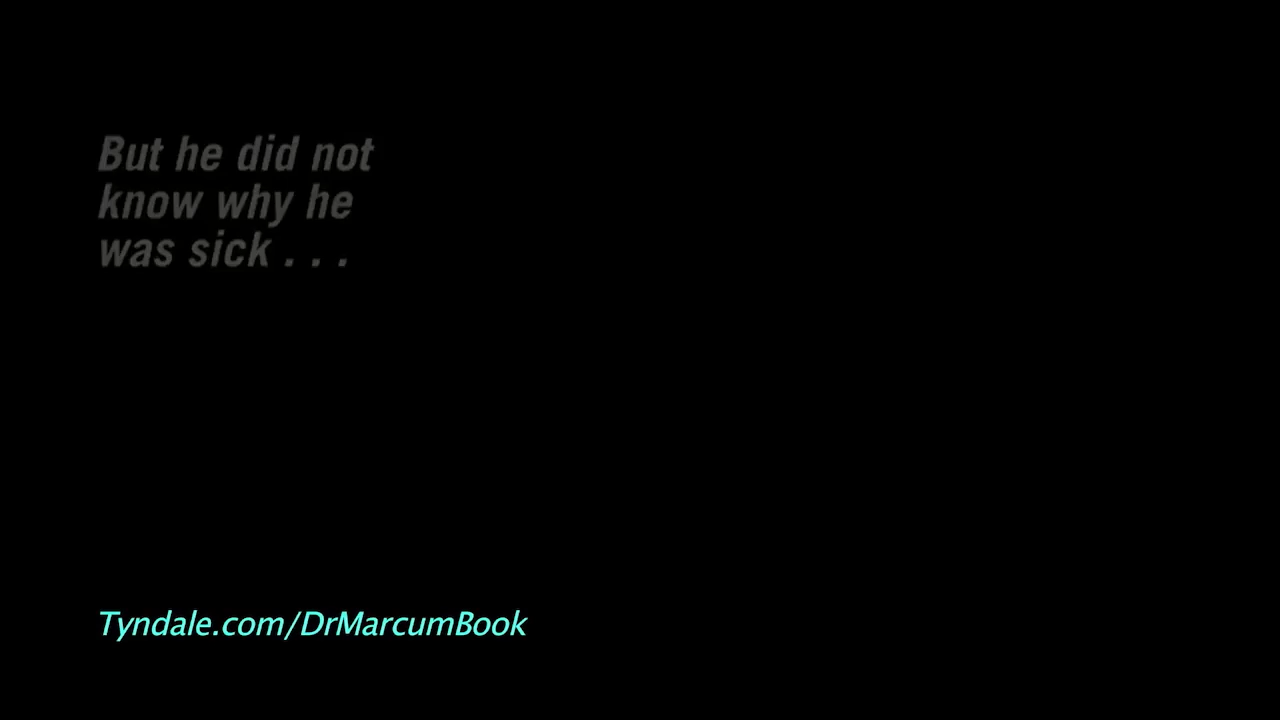 But he did not
know why he
was sick . . .
Tyndale.com/DrMarcumBook